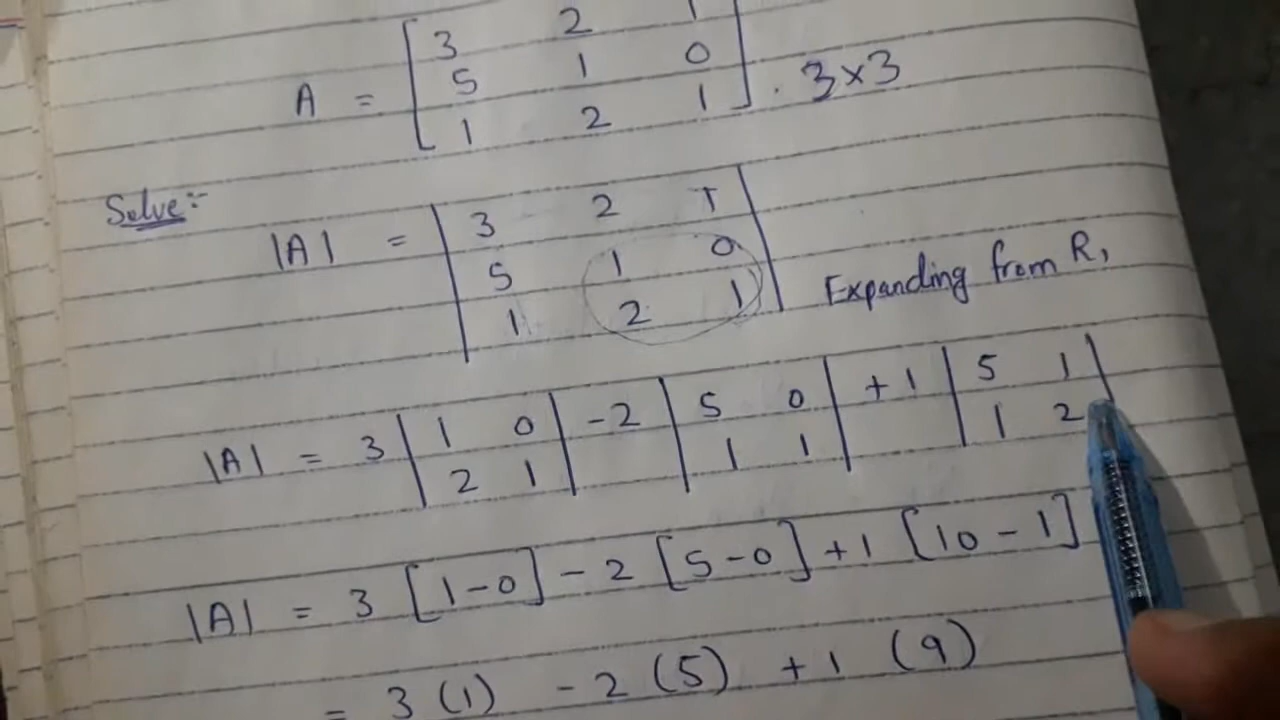 3 2 1
A = 5 1 0 . 3×3
1 2 1
Solve:-
3 2 1
|A| = 5 1 0
1 2 1 Expanding from R1
|A| = 3 |1 0| -2 |5 0| +1 |5 1|
2 1 1 1 1 2
|A| = 3 [1-0] - 2 [5-0] + 1 [10-1]
= 3 (1) - 2 (5) + 1 (9)